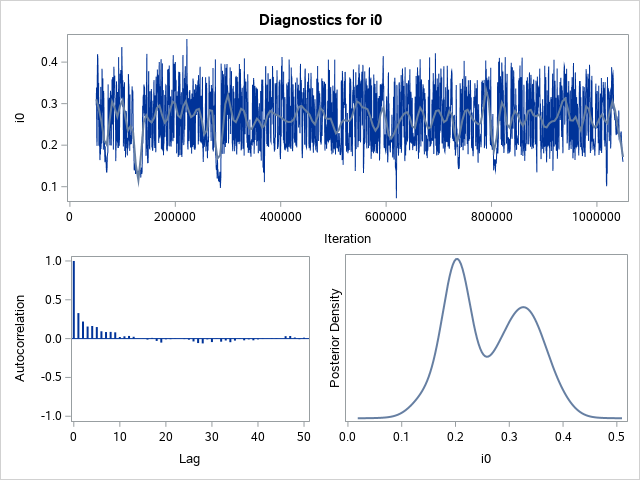 Diagnostics for i0
i0
0.4
0.3
0.2
0.1
0 200000 400000 600000 800000 1000000
Iteration
Autocorrelation
1.0
0.5
0.0
-0.5
-1.0
0 10 20 30 40 50
Lag
Posterior Density
0.0 0.1 0.2 0.3 0.4 0.5
i0